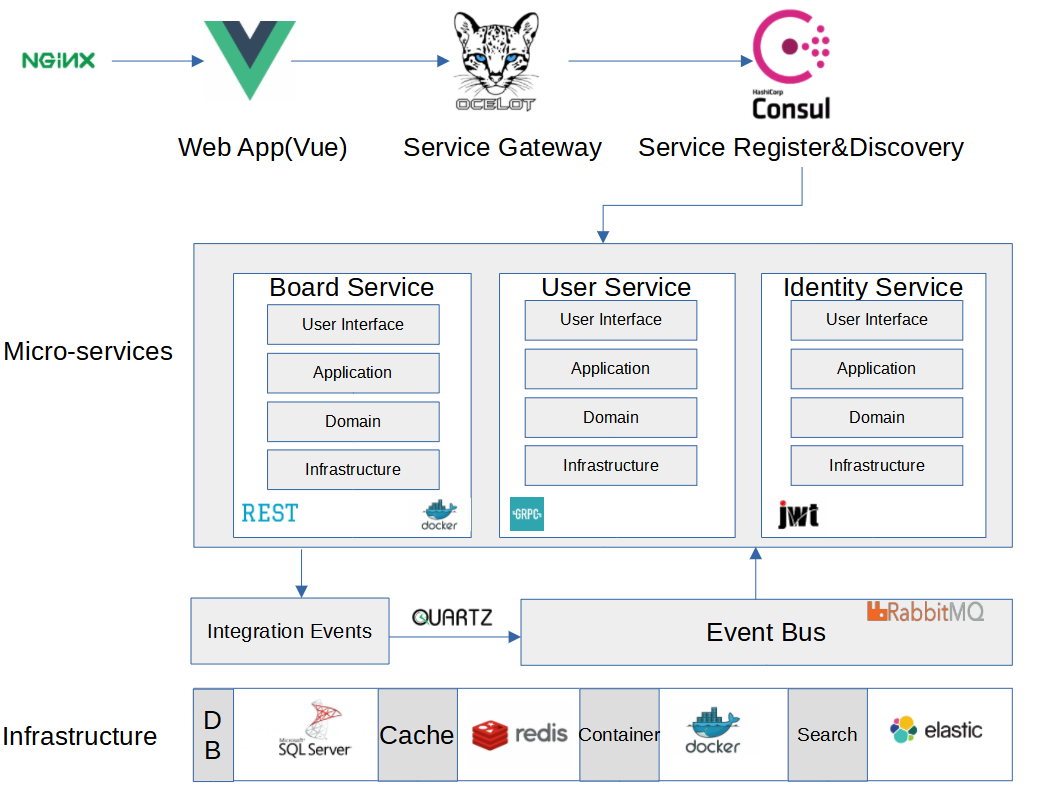 NGINX
OCELOT
HashiCorp
Consul
Web App(Vue)
Service Gateway
Service Register&Discovery
Micro-services
Board Service
User Interface
Application
Domain
Infrastructure
REST
docker
User Service
User Interface
Application
Domain
Infrastructure
GRPC
Identity Service
User Interface
Application
Domain
Infrastructure
jwt
Integration Events
QUARTZ
Event Bus
RabbitMQ
Infrastructure
D
B
Microsoft
SQL Server
Cache
redis
Container
docker
Search
elastic